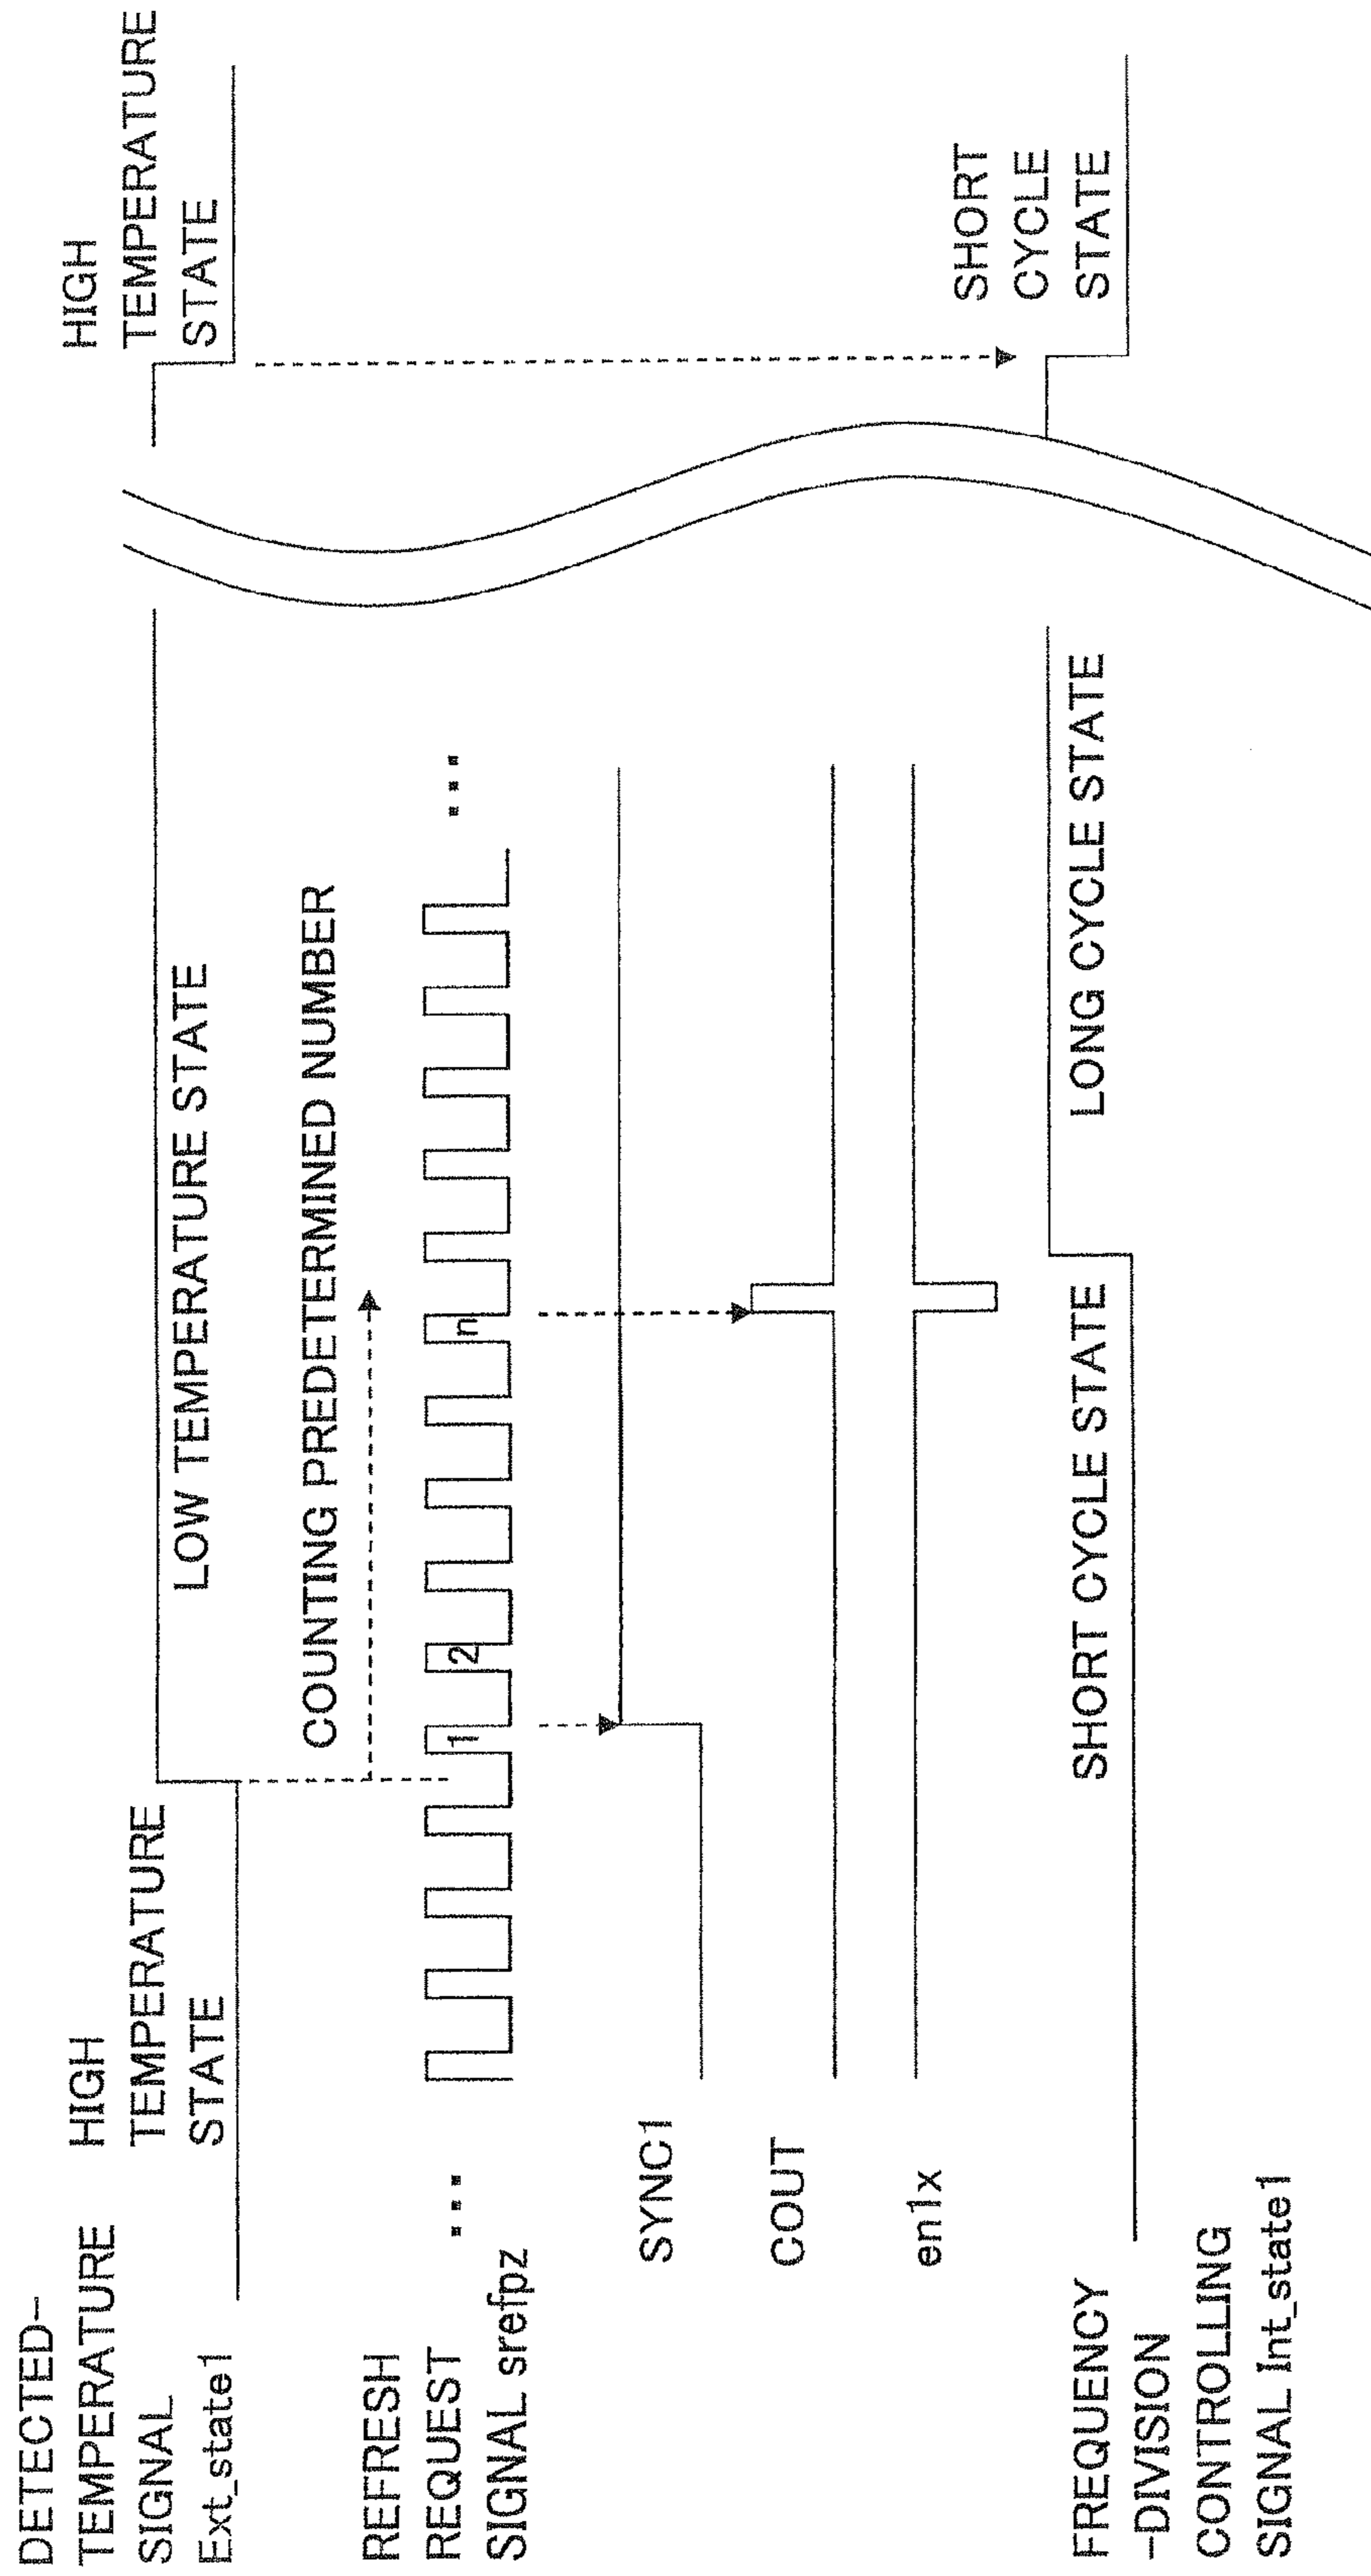 DETECTED-
TEMPERATURE
SIGNAL
Ext_state1
HIGH
TEMPERATURE
STATE
LOW TEMPERATURE STATE
HIGH
TEMPERATURE
STATE
COUNTING PREDETERMINED NUMBER
REFRESH
REQUEST
SIGNAL srefpz
...
1
2
n
...
SYNC1
COUT
en1x
FREQUENCY
-DIVISION
CONTROLLING
SIGNAL Int_state1
SHORT CYCLE STATE
LONG CYCLE STATE
SHORT
CYCLE
STATE